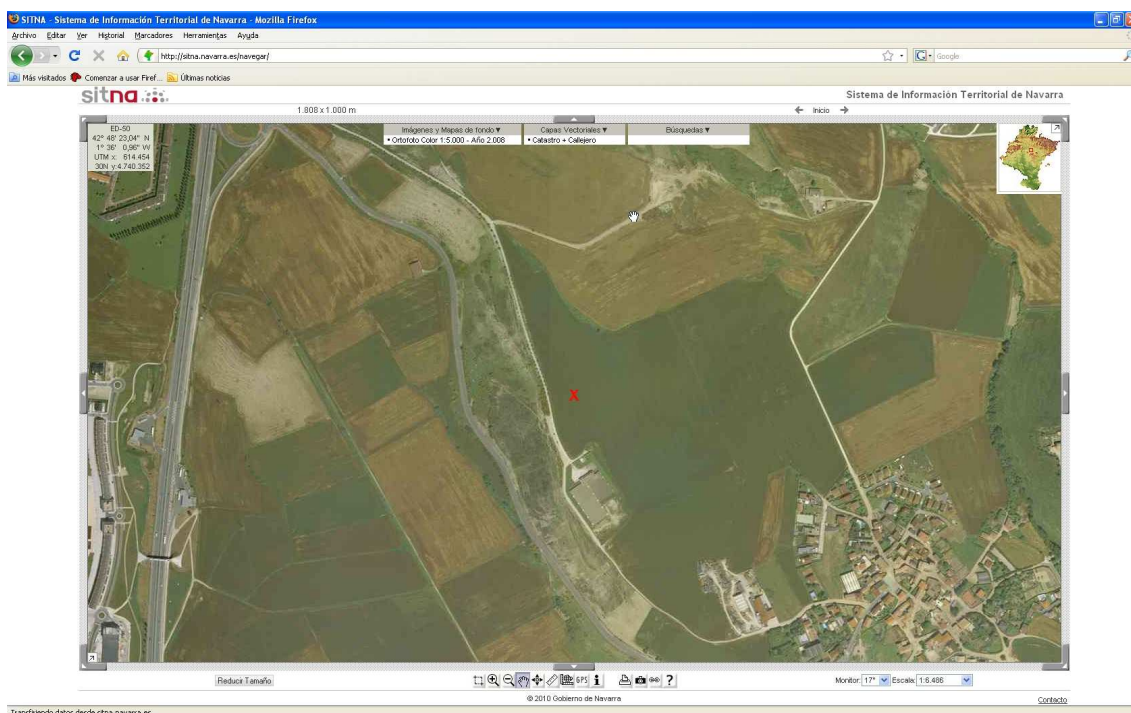 SITNA - Sistema de Información Territorial de Navarra - Mozilla Firefox
Archivo Editar Ver Historial Marcadores Herramientas Ayuda
http://sitna.navarra.es/navegar/
Google
Más visitados Comenzar a usar Firef... Últimas noticias
sitna
Sistema de Información Territorial de Navarra
1.808 x 1.000 m
Inicio
ED-50
42º 48' 23,04" N
1º 36' 0,96" W
UTM x: 614.454
30N y:4.740.352
Imágenes y Mapas de fondo ▼
• Ortofoto Color 1:5.000 - Año 2.008
Capas Vectoriales ▼
• Catastro + Callejero
Búsquedas ▼
X
Reducir Tamaño
GPS
i
?
Monitor: 17" Escala: 1:6.486
© 2010 Gobierno de Navarra
Contacto
Transfiriendo datos desde sitna.navarra.es...